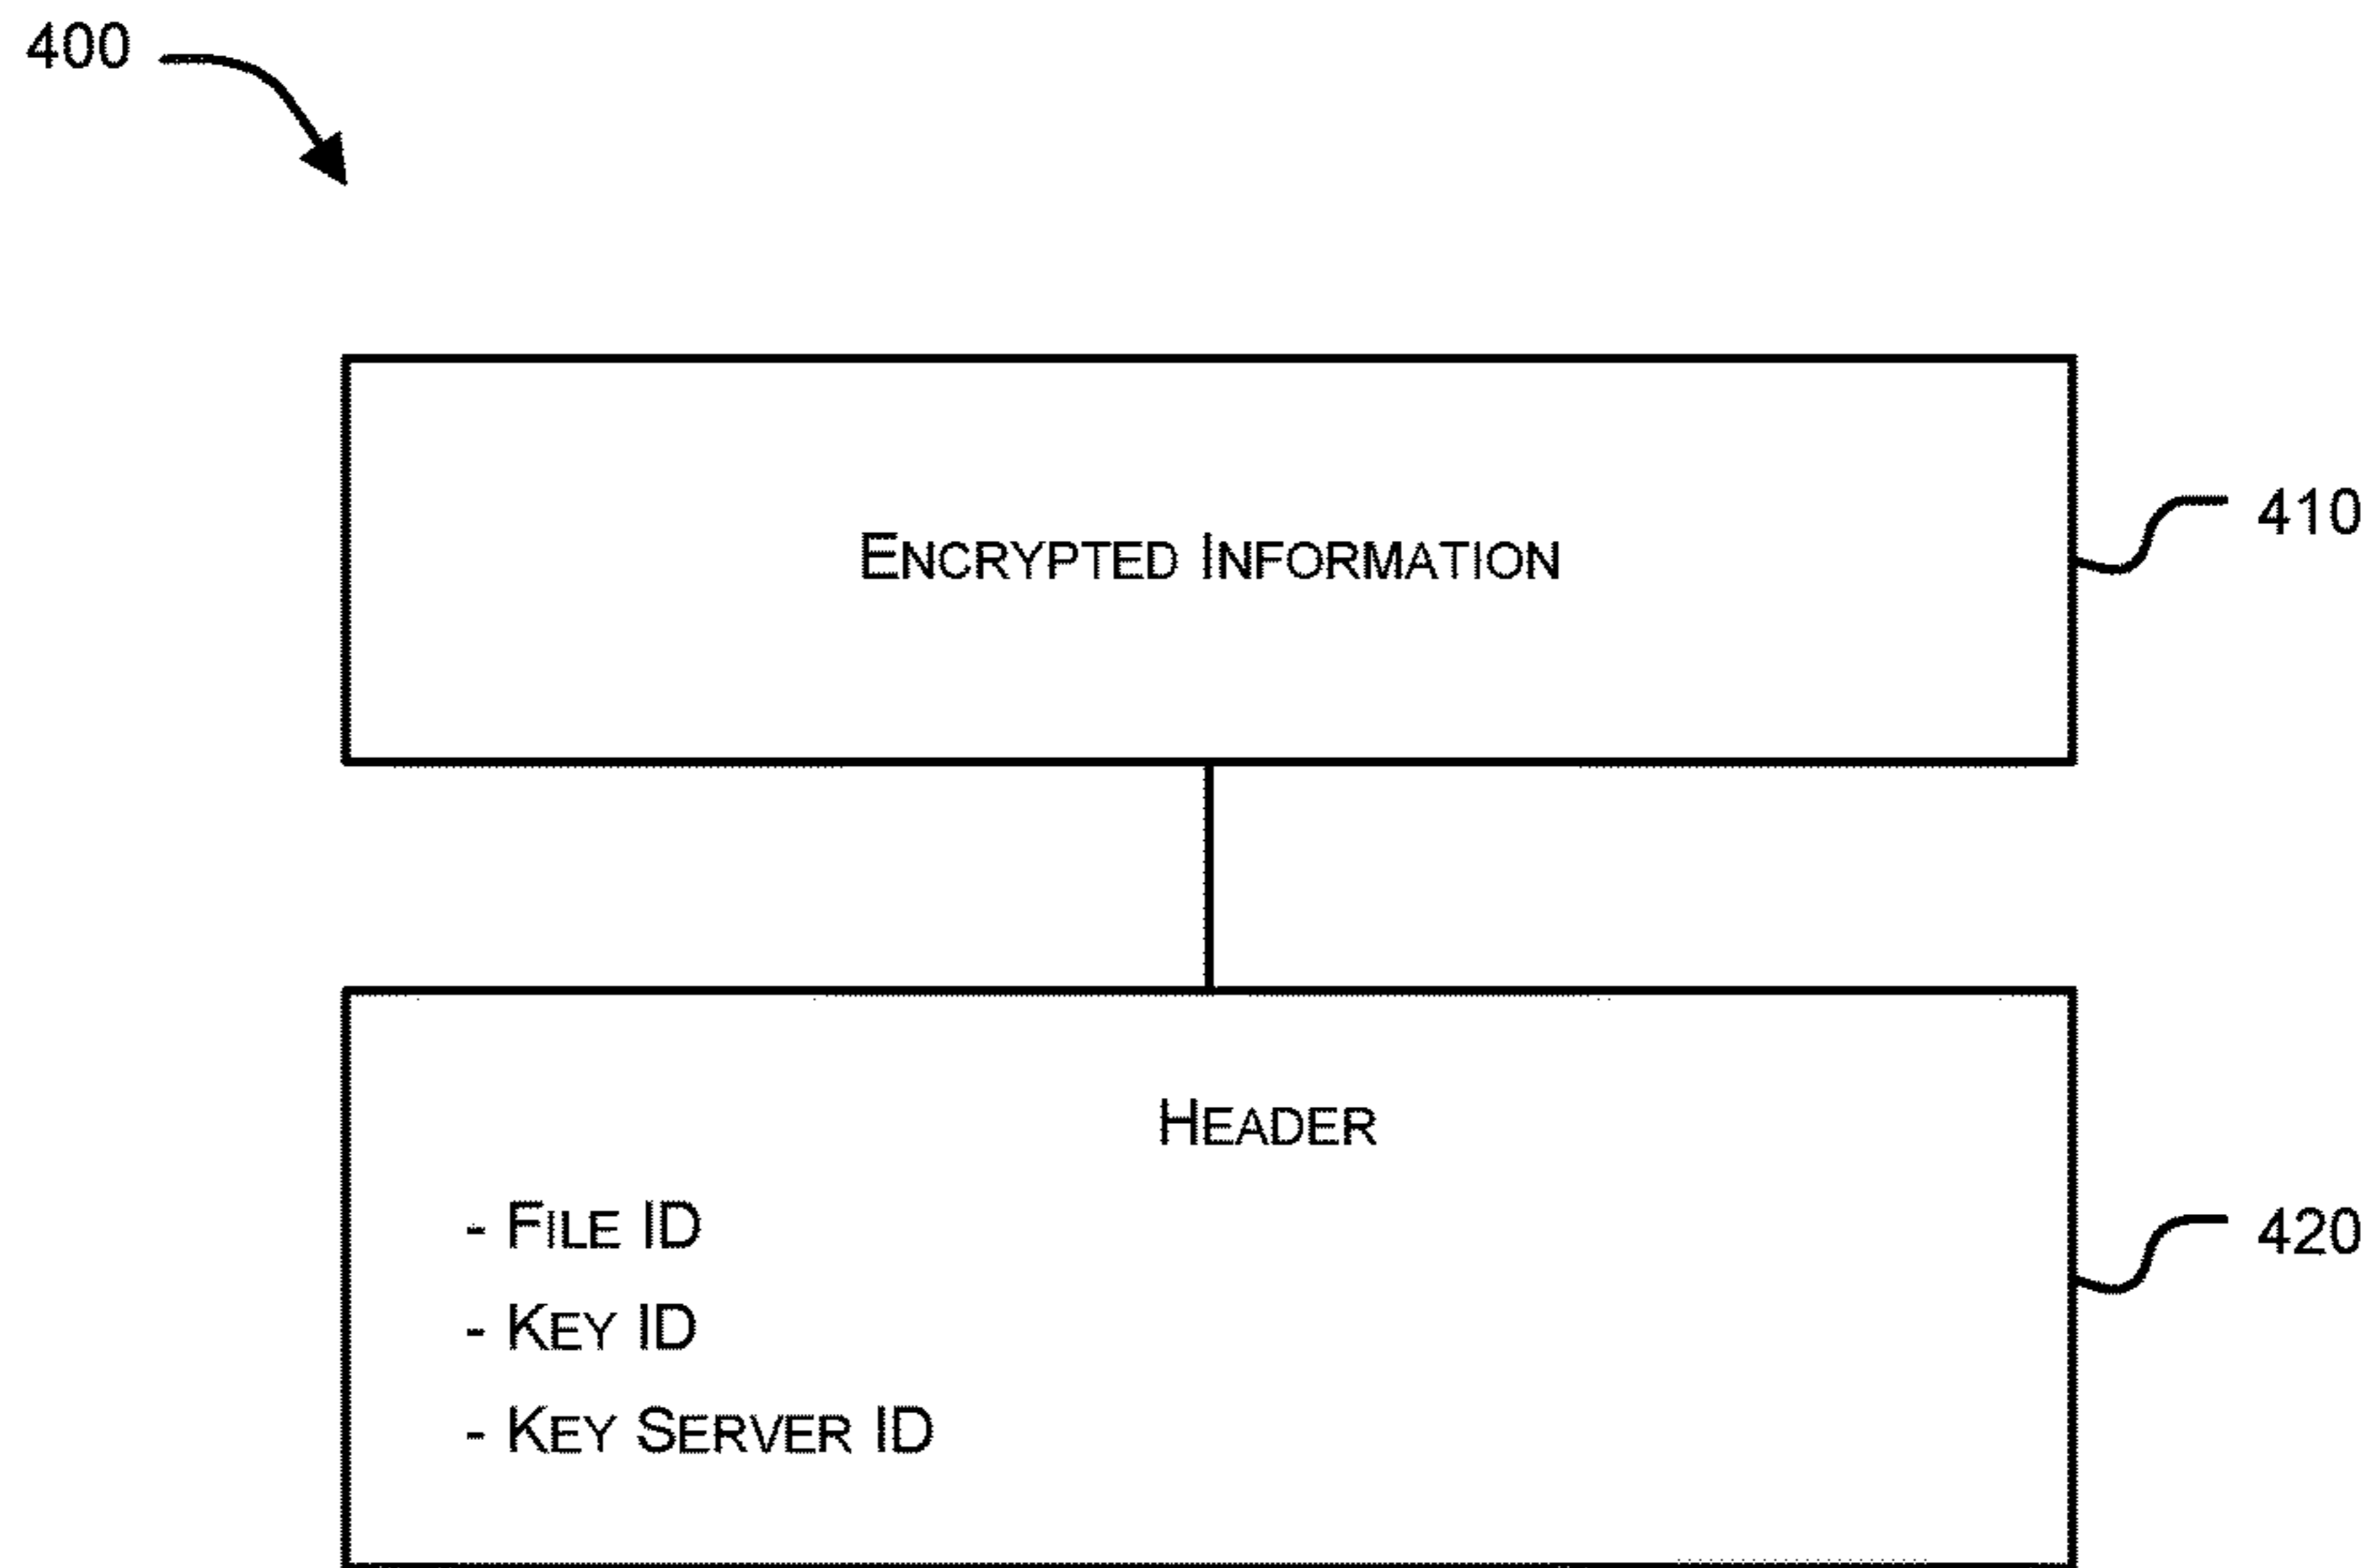 400
ENCRYPTED INFORMATION
410
HEADER
- FILE ID
- KEY ID
- KEY SERVER ID
420